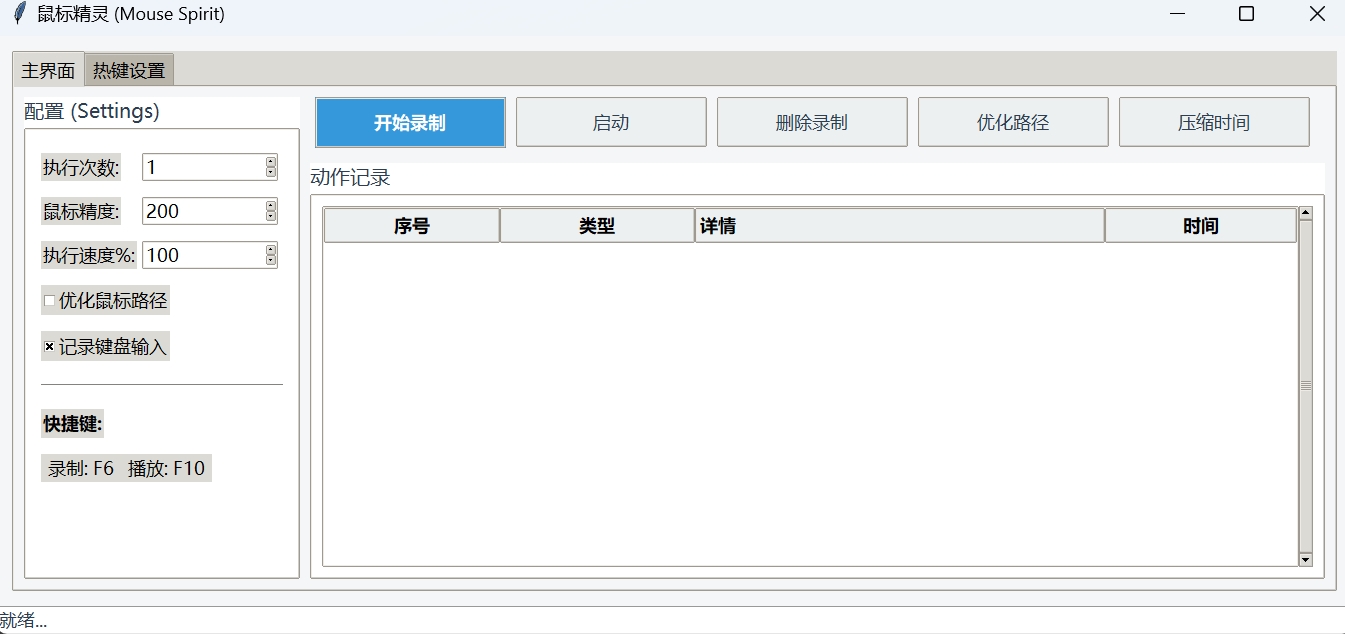 鼠标精灵 (Mouse Spirit)
主界面 热键设置
配置 (Settings)
执行次数: 1
鼠标精度: 200
执行速度%: 100
优化鼠标路径
记录键盘输入
快捷键:
录制: F6 播放: F10
开始录制 启动 删除录制 优化路径 压缩时间
动作记录
序号 类型 详情 时间
就绪...